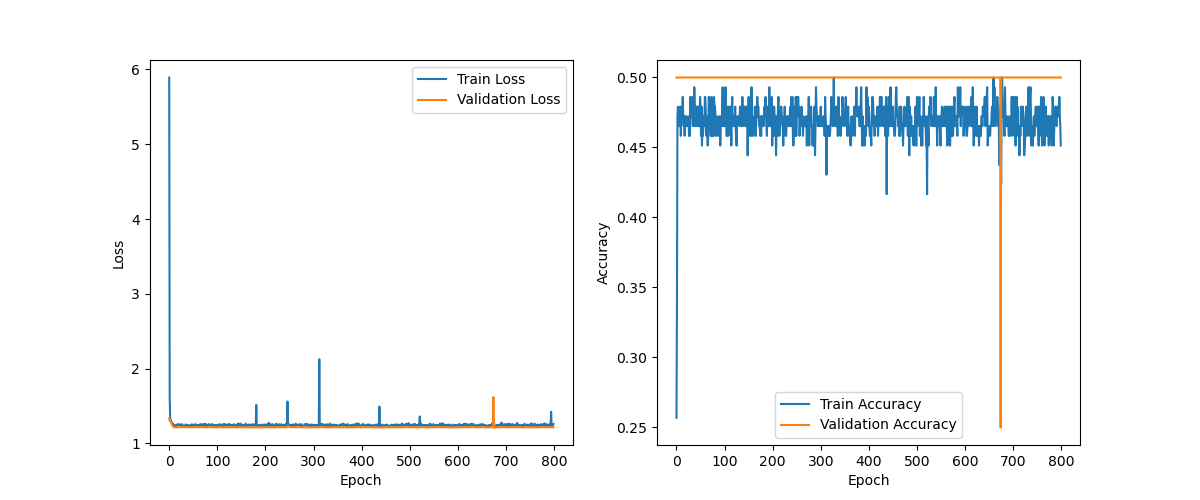 6
5
4
3
2
1
Loss
0 100 200 300 400 500 600 700 800
Epoch
Train Loss
Validation Loss
0.50
0.45
0.40
0.35
0.30
0.25
Accuracy
0 100 200 300 400 500 600 700 800
Epoch
Train Accuracy
Validation Accuracy